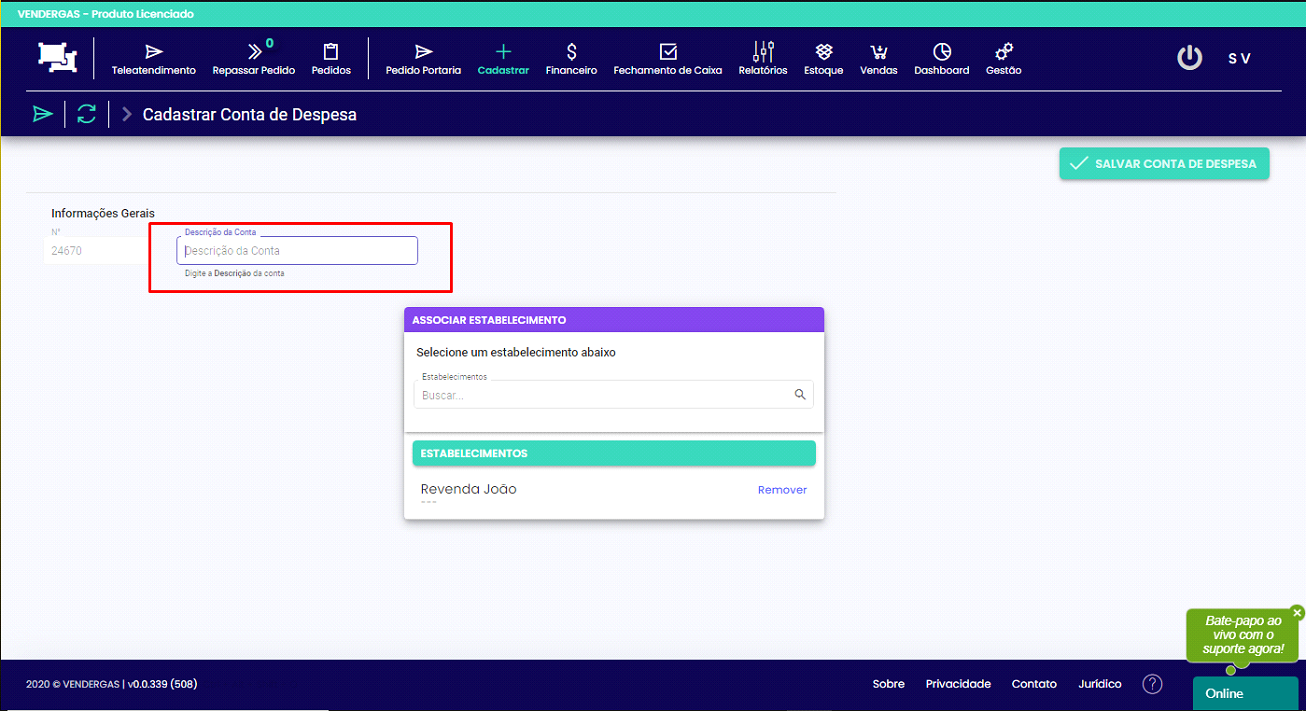 VENDERGAS - Produto Licenciado
0
Teleatendimento Repassar Pedido Pedidos Pedido Portaria Cadastrar Financeiro Fechamento de Caixa Relatórios Estoque Vendas Dashboard Gestão S V
Cadastrar Conta de Despesa
SALVAR CONTA DE DESPESA
Informações Gerais
Nº Descrição da Conta
24670 Descrição da Conta
Digite a Descrição da conta
ASSOCIAR ESTABELECIMENTO
Selecione um estabelecimento abaixo
Estabelecimentos
Buscar...
ESTABELECIMENTOS
Revenda João Remover
---
Bate-papo ao
vivo com o
suporte agora!
2020 © VENDERGAS | v0.0.339 (508) Sobre Privacidade Contato Jurídico ?
Online